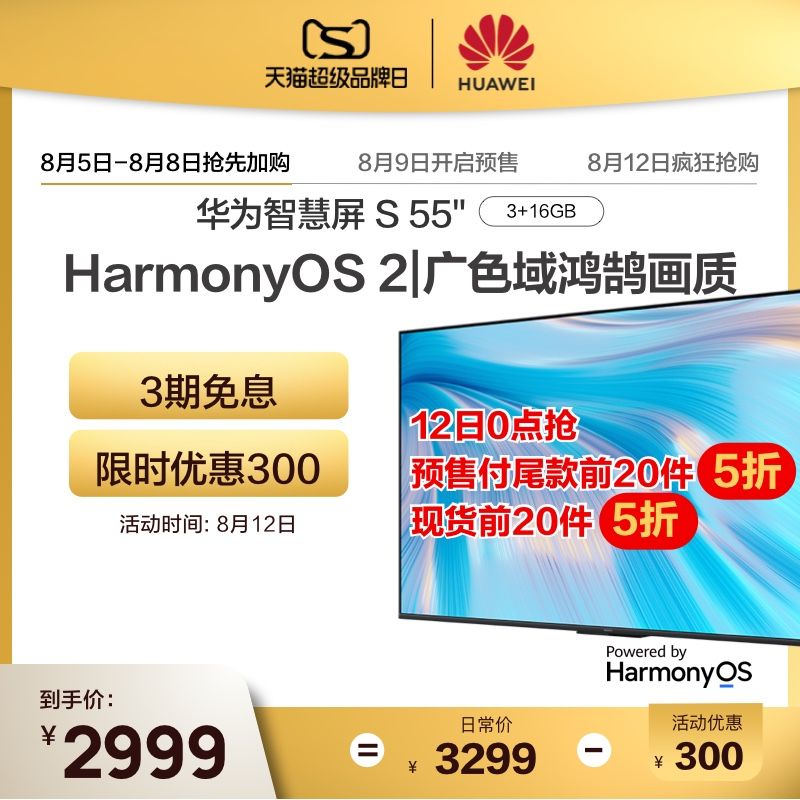 天猫超级品牌日
HUAWEI
8月5日-8月8日抢先加购 8月9日开启预售 8月12日疯狂抢购
华为智慧屏 S 55" 3+16GB
HarmonyOS 2|广色域鸿鹄画质
3期免息
限时优惠300
活动时间: 8月12日
12日0点抢
预售付尾款前20件 5折
现货前20件 5折
Powered by
HarmonyOS
到手价:
¥2999
=
日常价
¥ 3299
-
活动优惠
¥ 300